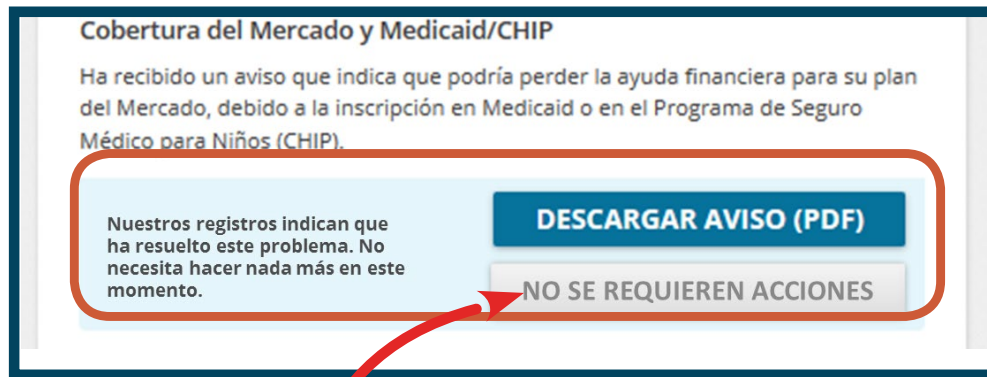 Cobertura del Mercado y Medicaid/CHIP
Ha recibido un aviso que indica que podría perder la ayuda financiera para su plan
del Mercado, debido a la inscripción en Medicaid o en el Programa de Seguro
Médico para Niños (CHIP).
Nuestros registros indican que
ha resuelto este problema. No
necesita hacer nada más en este
momento.
DESCARGAR AVISO (PDF)
NO SE REQUIEREN ACCIONES